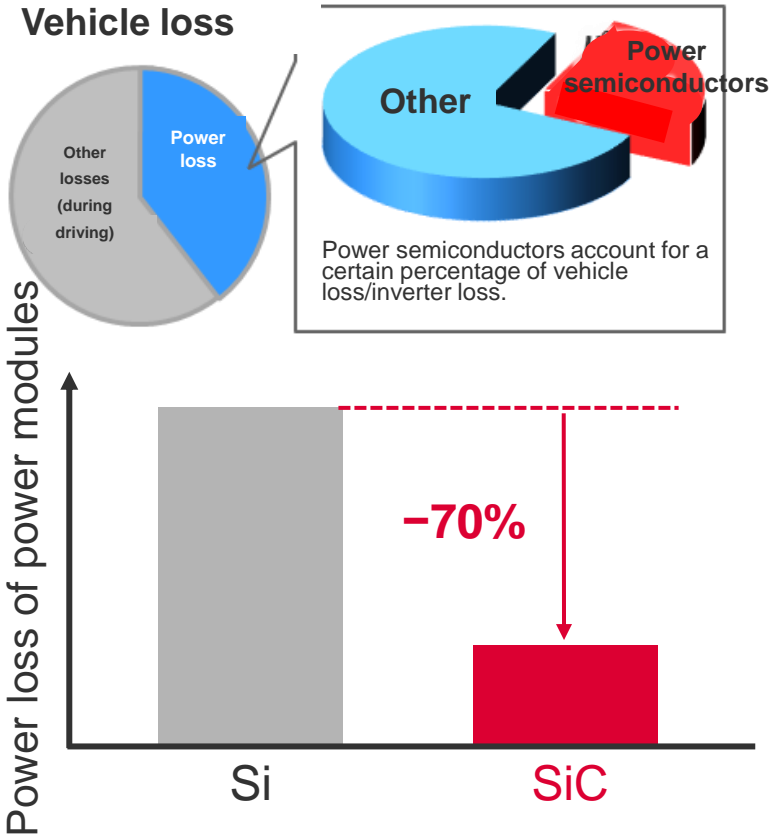 Vehicle loss
Other
losses
(during
driving)
Power
loss
Other
Power
semiconductors
Power semiconductors account for a
certain percentage of vehicle
loss/inverter loss.
Power loss of power modules
−70%
Si
SiC